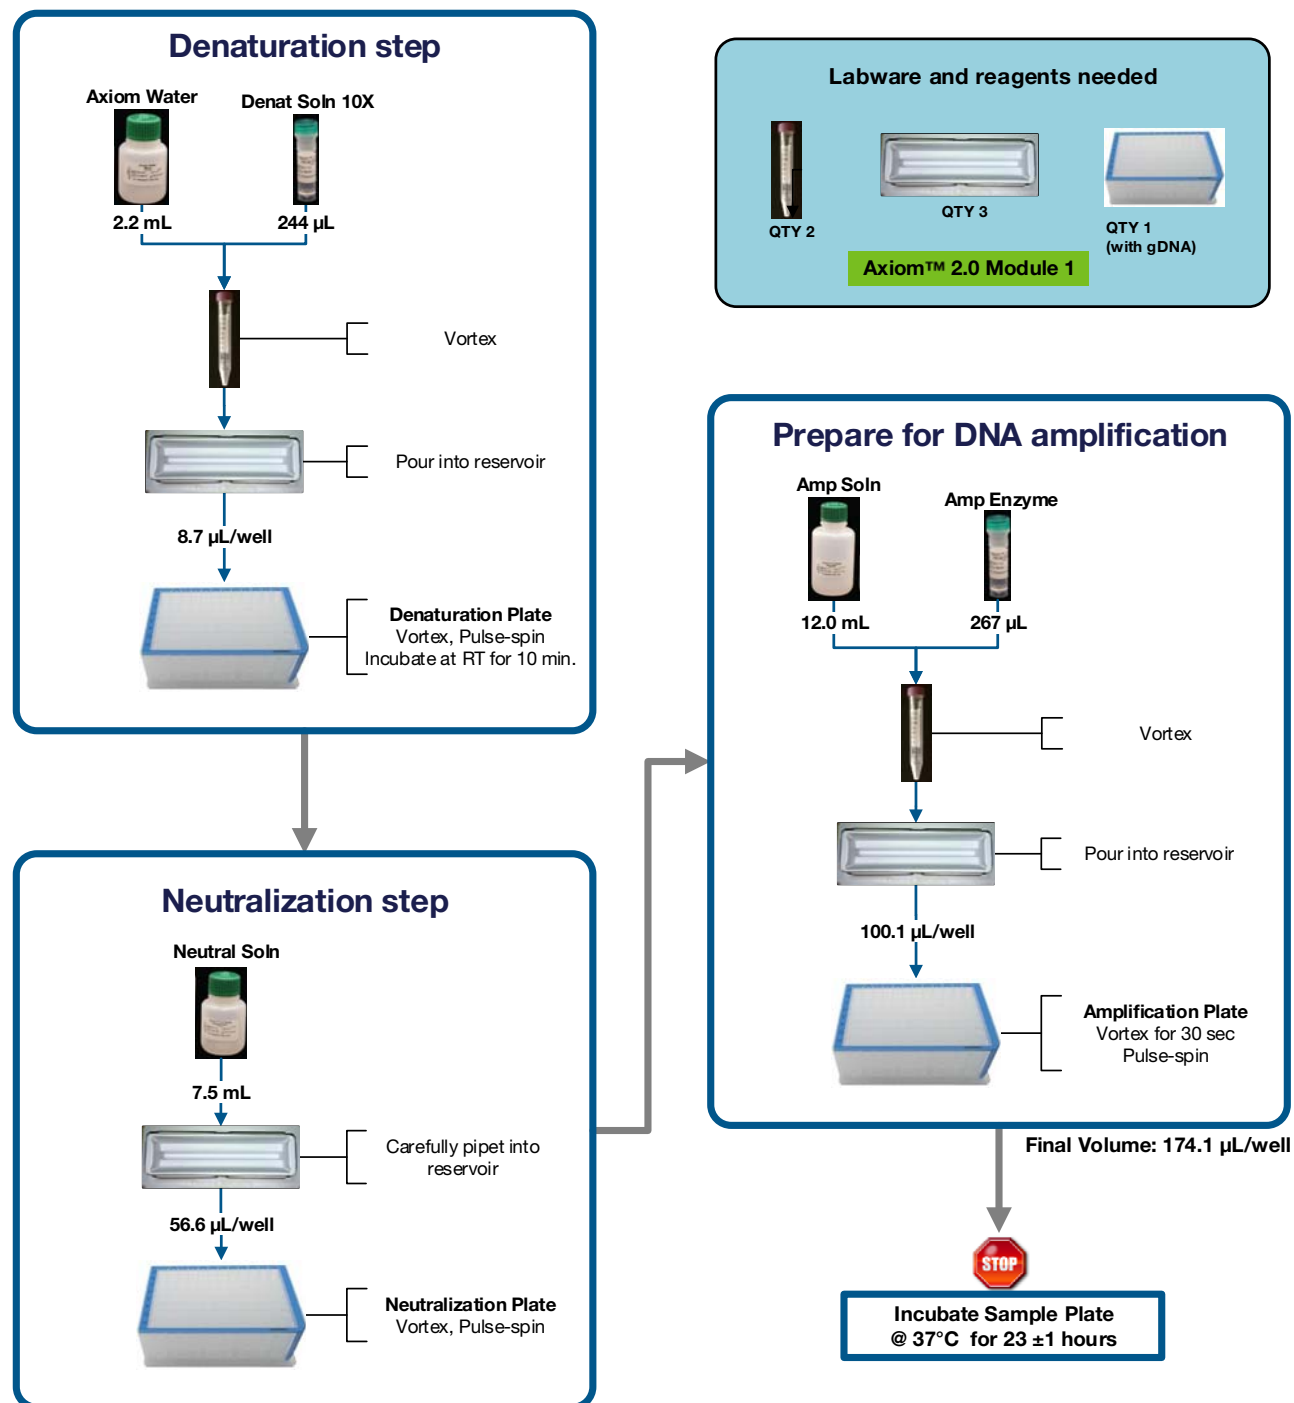 Denaturation step
Axiom Water
Denat Soln 10X
2.2 mL
244 µL
Vortex
Pour into reservoir
8.7 µL/well
Denaturation Plate
Vortex, Pulse-spin
Incubate at RT for 10 min.
Neutralization step
Neutral Soln
7.5 mL
Carefully pipet into
reservoir
56.6 µL/well
Neutralization Plate
Vortex, Pulse-spin
Labware and reagents needed
QTY 2
QTY 3
QTY 1
(with gDNA)
Axiom™ 2.0 Module 1
Prepare for DNA amplification
Amp Soln
Amp Enzyme
12.0 mL
267 µL
Vortex
Pour into reservoir
100.1 µL/well
Amplification Plate
Vortex for 30 sec
Pulse-spin
Final Volume: 174.1 µL/well
STOP
Incubate Sample Plate
@ 37°C for 23 ±1 hours